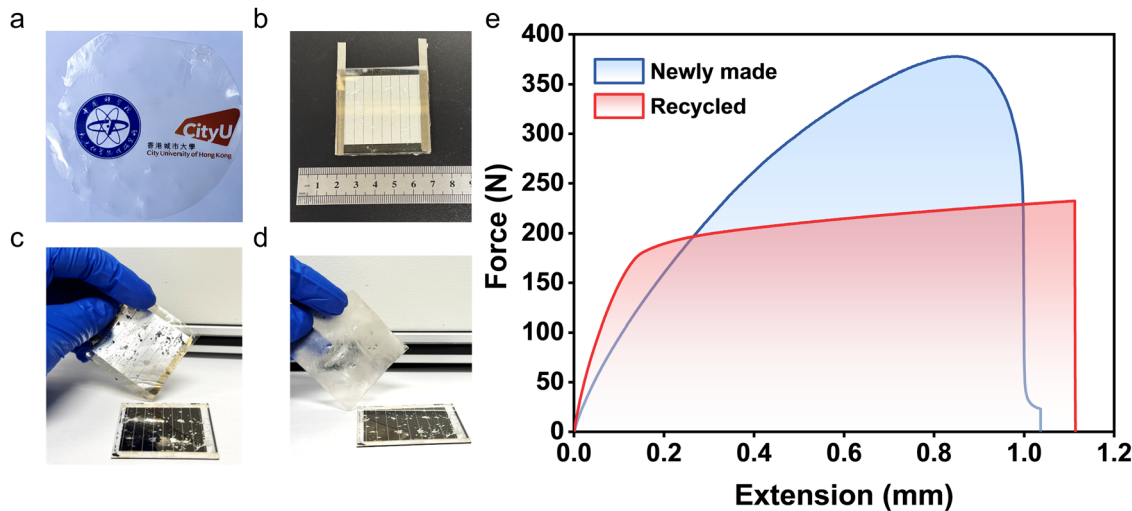 a
b
c
d
e
CityU
香港城市大學
City University of Hong Kong
1 2 3 4 5 6 7 8
Newly made
Recycled
Force (N)
400
350
300
250
200
150
100
50
0
0.0 0.2 0.4 0.6 0.8 1.0 1.2
Extension (mm)